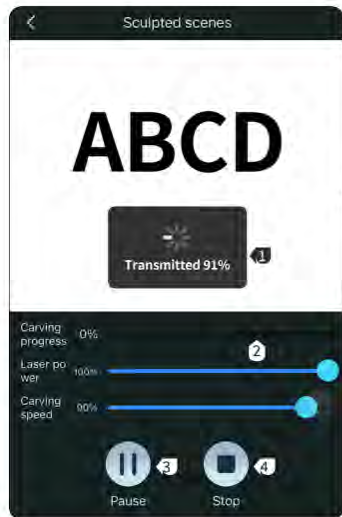 Sculpted scenes
ABCD
Transmitted 91%
1
Carving
progress 0%
2
Laser po
wer 100%
Carving
speed 90%
3
4
Pause
Stop